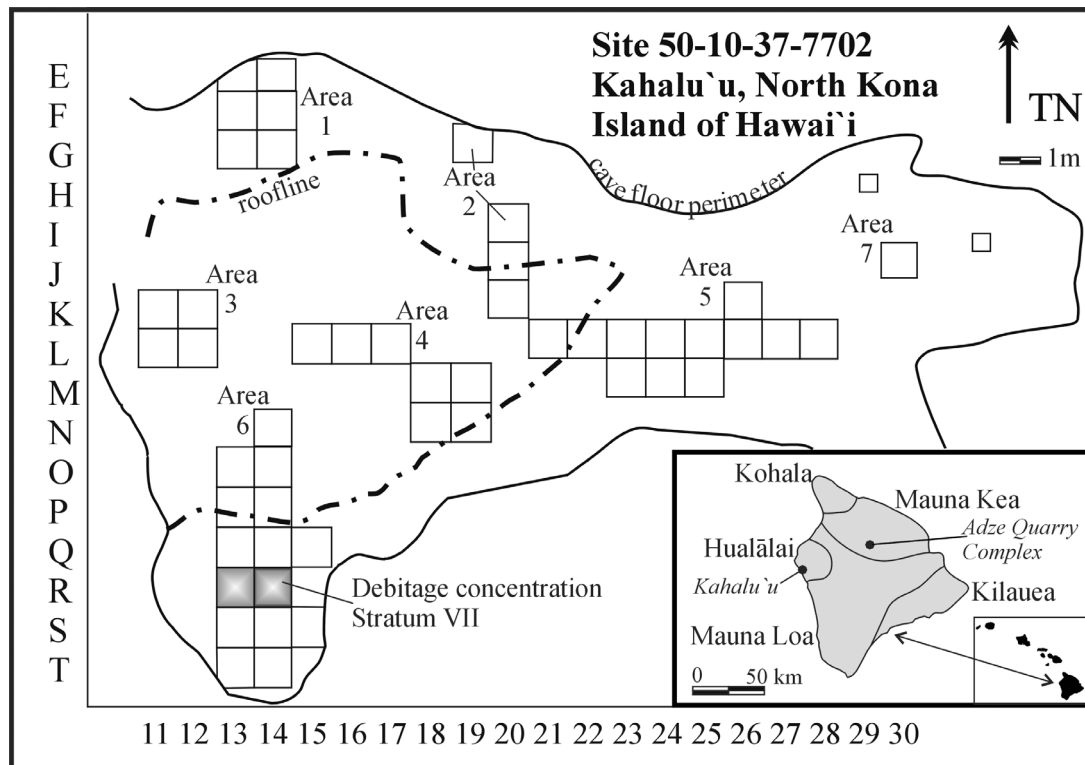 Site 50-10-37-7702
Kahalu`u, North Kona
Island of Hawai`i
TN
1m
E
F
G
H
I
J
K
L
M
N
O
P
Q
R
S
T
Area
1
Area
2
roofline
cave floor perimeter
Area
7
Area
3
Area
4
Area
5
Area
6
Debitage concentration
Stratum VII
Kohala
Mauna Kea
Adze Quarry
Complex
Hualālai
Kahalu`u
Kilauea
Mauna Loa
0 50 km
11 12 13 14 15 16 17 18 19 20 21 22 23 24 25 26 27 28 29 30